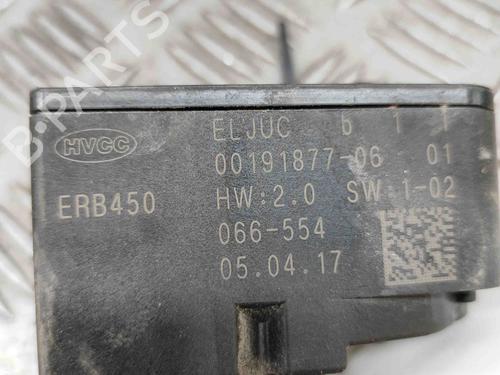 HVCC
ELJUC b 1 1
00191877-06 01
ERB450
HW:2.0 SW:1-02
066-554
05.04.17
B-PARTS